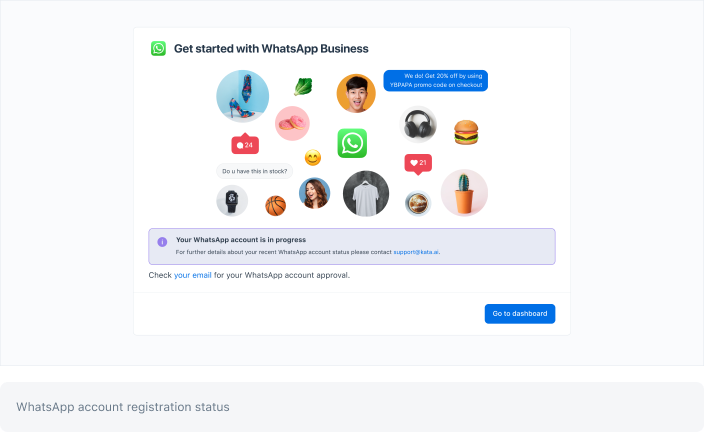 Get started with WhatsApp Business
We do! Get 20% off by using
YBPAPA promo code on checkout
24
21
Do u have this in stock?
Your WhatsApp account is in progress
For further details about your recent WhatsApp account status please contact support@kata.ai.
Check your email for your WhatsApp account approval.
Go to dashboard
WhatsApp account registration status